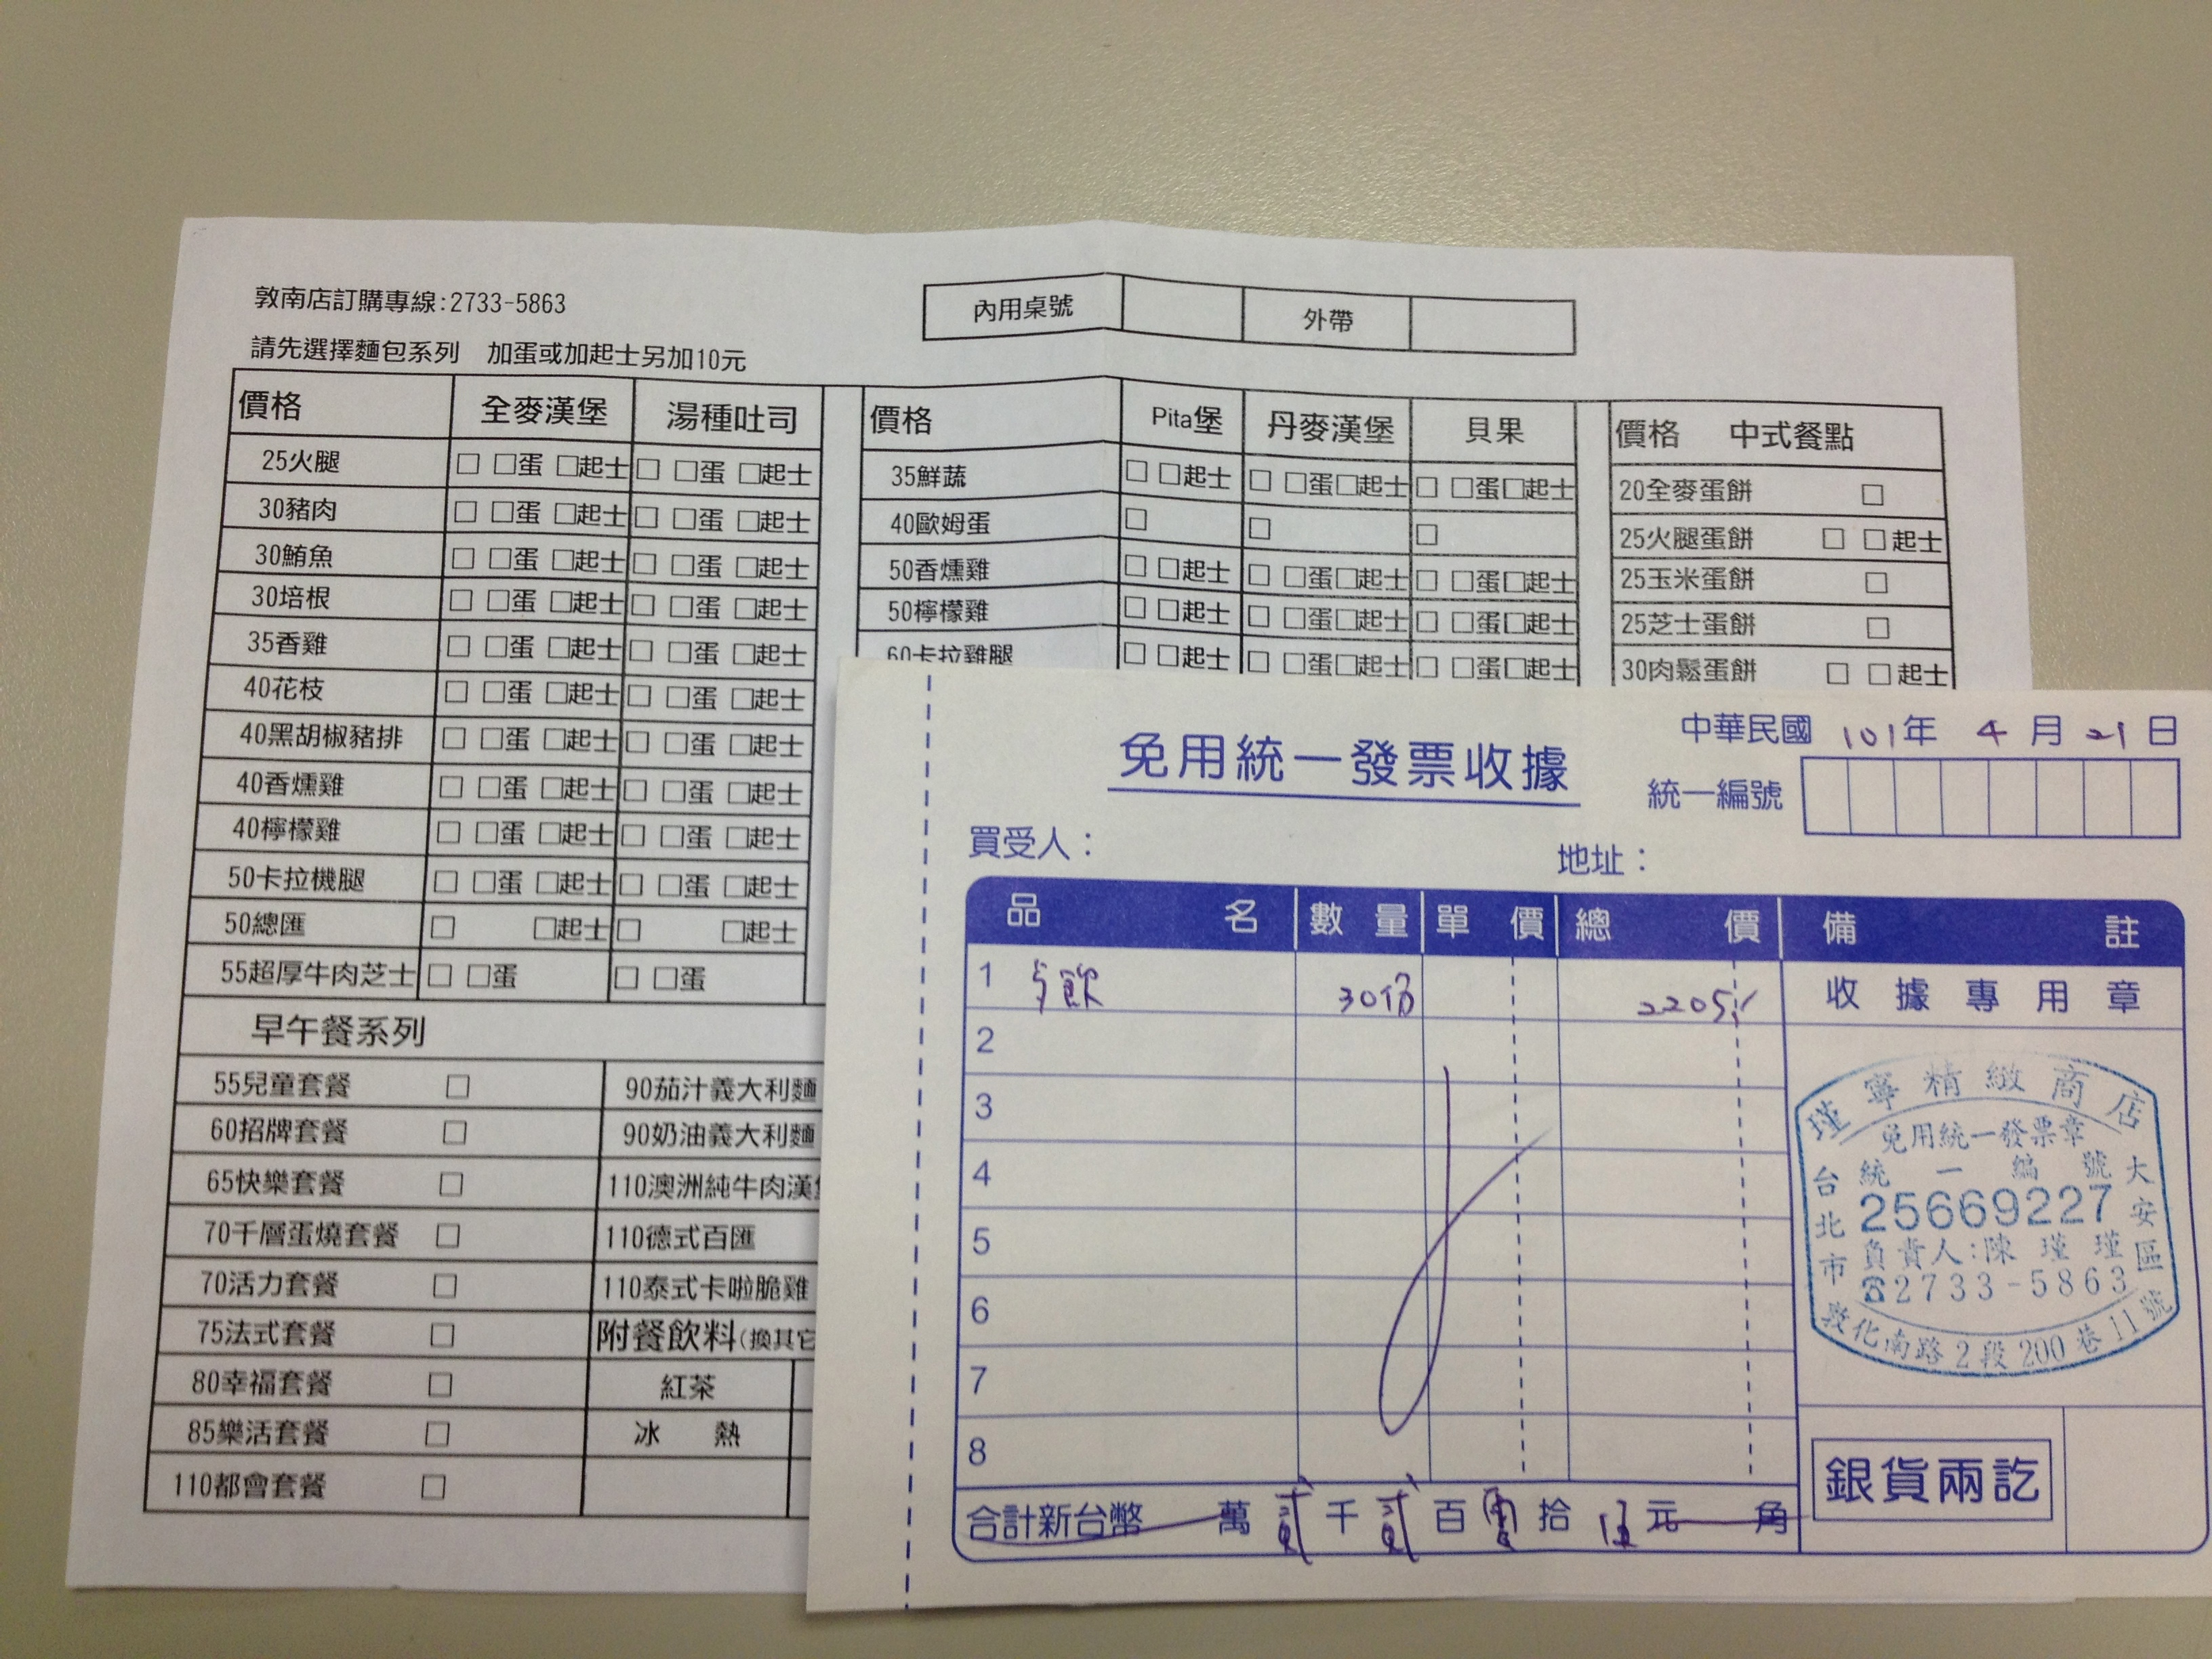 敦南店訂購專線:2733-5863
內用桌號 外帶
請先選擇麵包系列 加蛋或加起士另加10元
價格 全麥漢堡 湯種吐司
25火腿 □ □蛋 □起士 □ □蛋 □起士
30豬肉 □ □蛋 □起士 □ □蛋 □起士
30鮪魚 □ □蛋 □起士 □ □蛋 □起士
30培根 □ □蛋 □起士 □ □蛋 □起士
35香雞 □ □蛋 □起士 □ □蛋 □起士
40花枝 □ □蛋 □起士 □ □蛋 □起士
40黑胡椒豬排 □ □蛋 □起士 □ □蛋 □起士
40香燻雞 □ □蛋 □起士 □ □蛋 □起士
40檸檬雞 □ □蛋 □起士 □ □蛋 □起士
50卡拉機腿 □ □蛋 □起士 □ □蛋 □起士
50總匯 □ □起士 □ □起士
55超厚牛肉芝士 □ □蛋 □ □蛋
價格 Pita堡 丹麥漢堡 貝果
35鮮蔬 □ □起士 □ □蛋□起士 □ □蛋□起士
40歐姆蛋 □ □ □
50香燻雞 □ □起士 □ □蛋□起士 □ □蛋□起士
50檸檬雞 □ □起士 □ □蛋□起士 □ □蛋□起士
60卡拉雞腿 □ □起士 □ □蛋□起士 □ □蛋□起士
價格 中式餐點
20全麥蛋餅 □
25火腿蛋餅 □ □起士
25玉米蛋餅 □
25芝士蛋餅 □
30肉鬆蛋餅 □ □起士
早午餐系列
55兒童套餐 □ 90茄汁義大利麵
60招牌套餐 □ 90奶油義大利麵
65快樂套餐 □ 110澳洲純牛肉漢
70千層蛋燒套餐 □ 110德式百匯
70活力套餐 □ 110泰式卡啦脆雞
75法式套餐 □ 附餐飲料(換其它
80幸福套餐 □ 紅茶
85樂活套餐 □ 冰 熱
110都會套餐 □
中華民國 101年 4月 21日
免用統一發票收據
統一編號
買受人: 地址:
品名 數量 單價 總價 備註
1 30份 2205
收據專用章
2
3
4
5
6
7
8
合計新台幣 萬 貳千 貳百 零拾 伍元 角
瑾寧精緻商店
免用統一發票章
統一編號
25669227
負責人:陳瑾瑾
☎2733-5863
台北市大安區
敦化南路2段200巷11號
銀貨兩訖